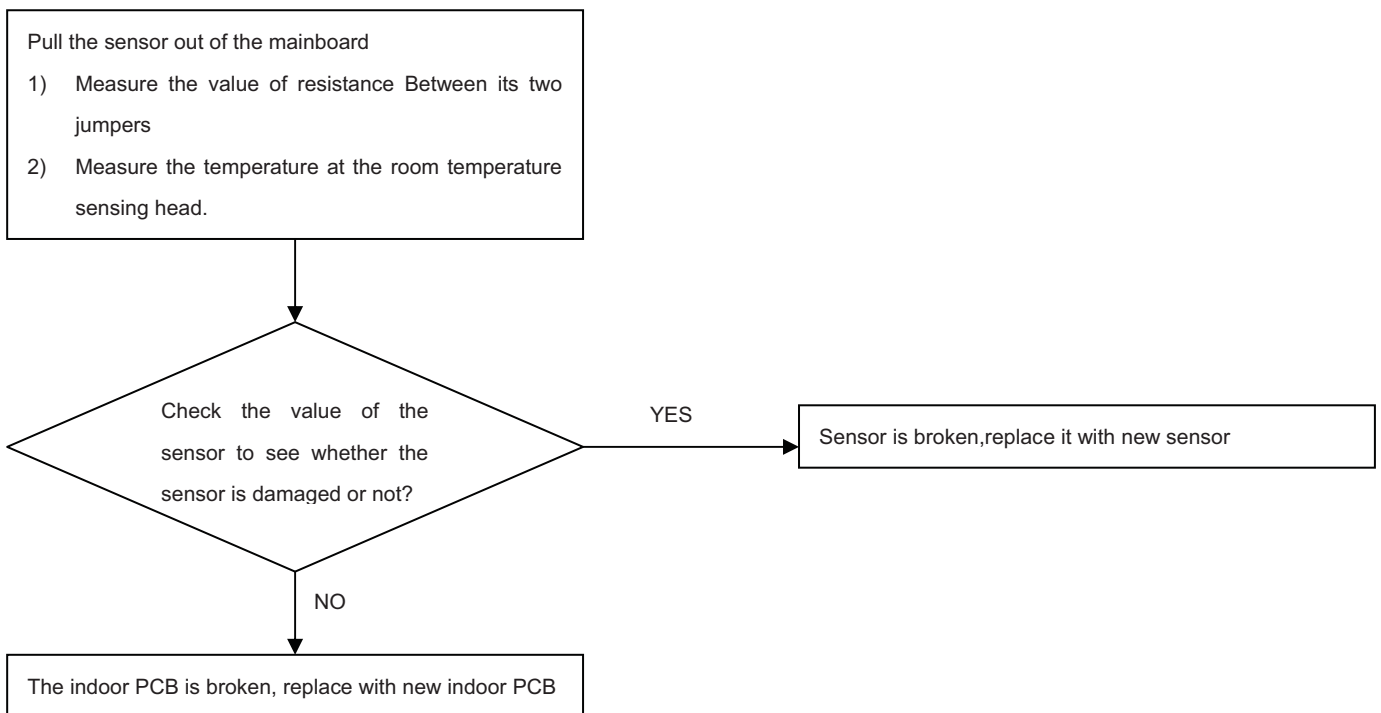 Pull the sensor out of the mainboard
1) Measure the value of resistance Between its two
jumpers
2) Measure the temperature at the room temperature
sensing head.
Check the value of the
sensor to see whether the
sensor is damaged or not?
YES
Sensor is broken,replace it with new sensor
NO
The indoor PCB is broken, replace with new indoor PCB